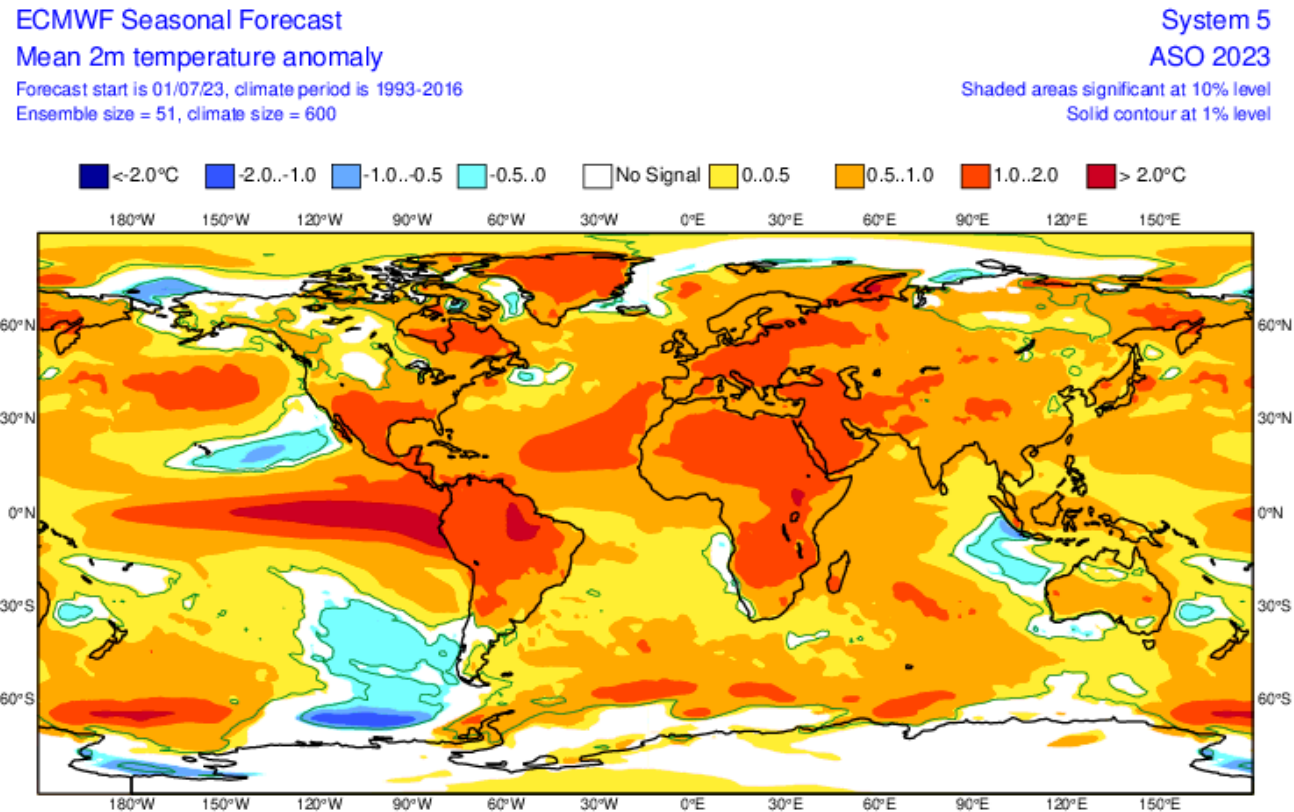 ECMWF Seasonal Forecast
System 5
Mean 2m temperature anomaly
ASO 2023
Forecast start is 01/07/23, climate period is 1993-2016
Shaded areas significant at 10% level
Ensemble size = 51, climate size = 600
Solid contour at 1% level
<-2.0°C -2.0..-1.0 -1.0..-0.5 -0.5..0 No Signal 0..0.5 0.5..1.0 1.0..2.0 > 2.0°C
180°W 150°W 120°W 90°W 60°W 30°W 0°E 30°E 60°E 90°E 120°E 150°E
60°N 60°N
30°N 30°N
0°N 0°N
30°S 30°S
60°S 60°S
180°W 150°W 120°W 90°W 60°W 30°W 0°E 30°E 60°E 90°E 120°E 150°E